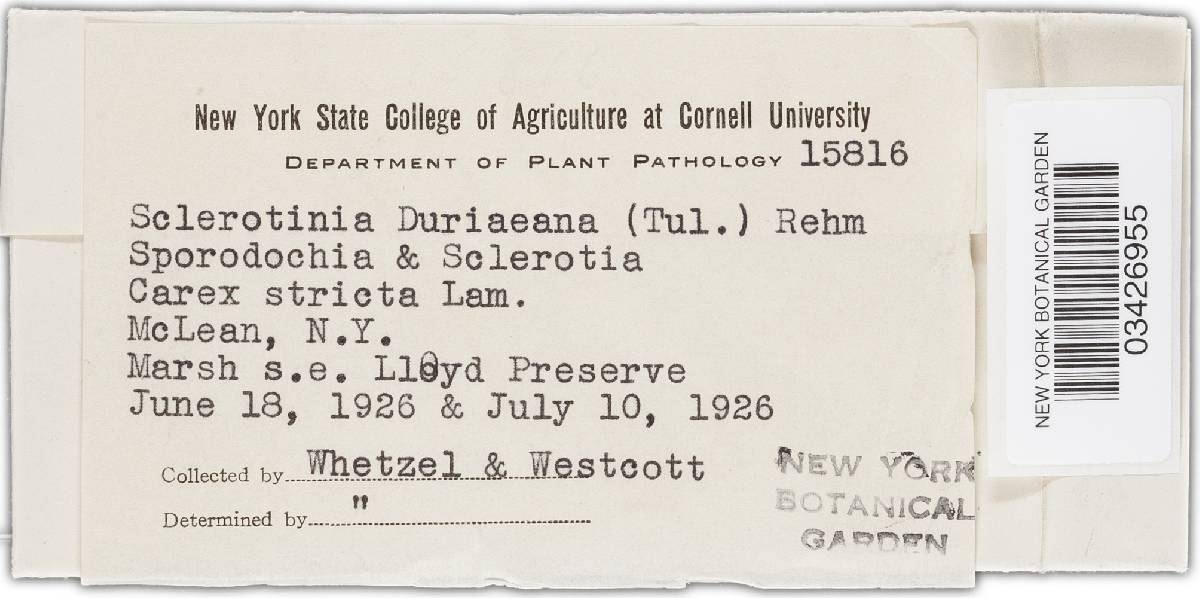 New York State College of Agriculture at Cornell University
DEPARTMENT OF PLANT PATHOLOGY 15816
Sclerotinia Duriaeana (Tul.) Rehm
Sporodochia & Sclerotia
Carex stricta Lam.
McLean, N.Y.
Marsh s.e. Lloyd Preserve
June 18, 1926 & July 10, 1926
Collected by Whetzel & Westcott
Determined by "
NEW YORK
BOTANICAL
GARDEN
NEW YORK BOTANICAL GARDEN
03426955